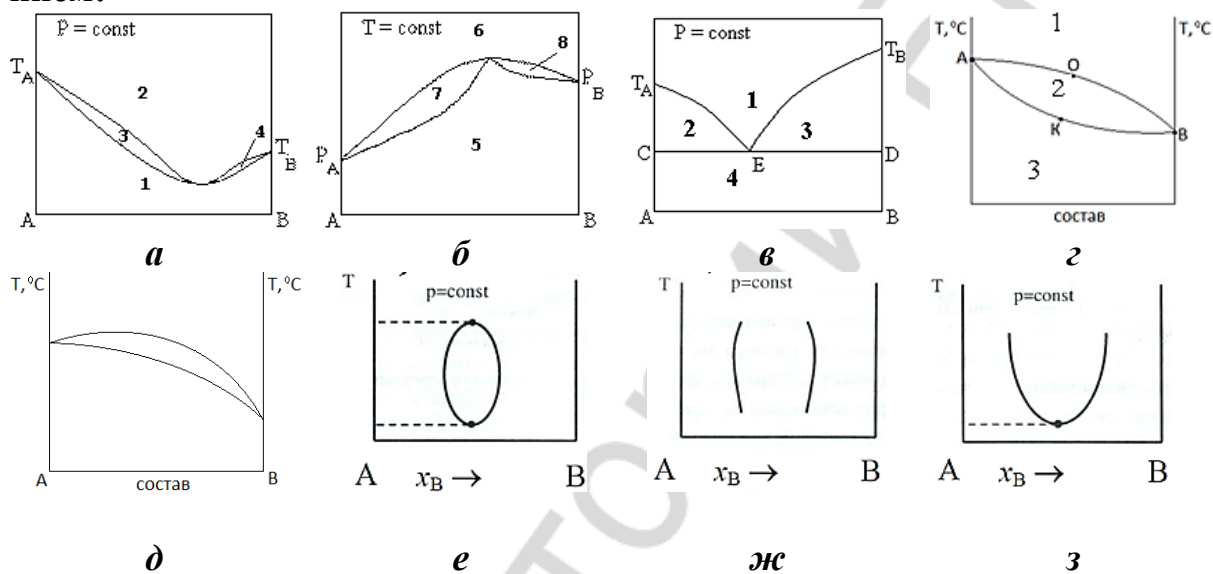 P = const
T = const
6
P = const
T, °C
1
T, °C
T_A
2
3
4
T_B
1
A
B
8
7
P_B
P_A
5
A
B
T_B
T_A
1
2
3
C
E
D
4
A
B
A
O
2
K
B
3
состав
а
б
в
г
T, °C
T, °C
A
состав
B
T
p=const
A
x_B →
B
T
p=const
A
x_B →
B
T
p=const
A
x_B →
B
д
е
ж
з